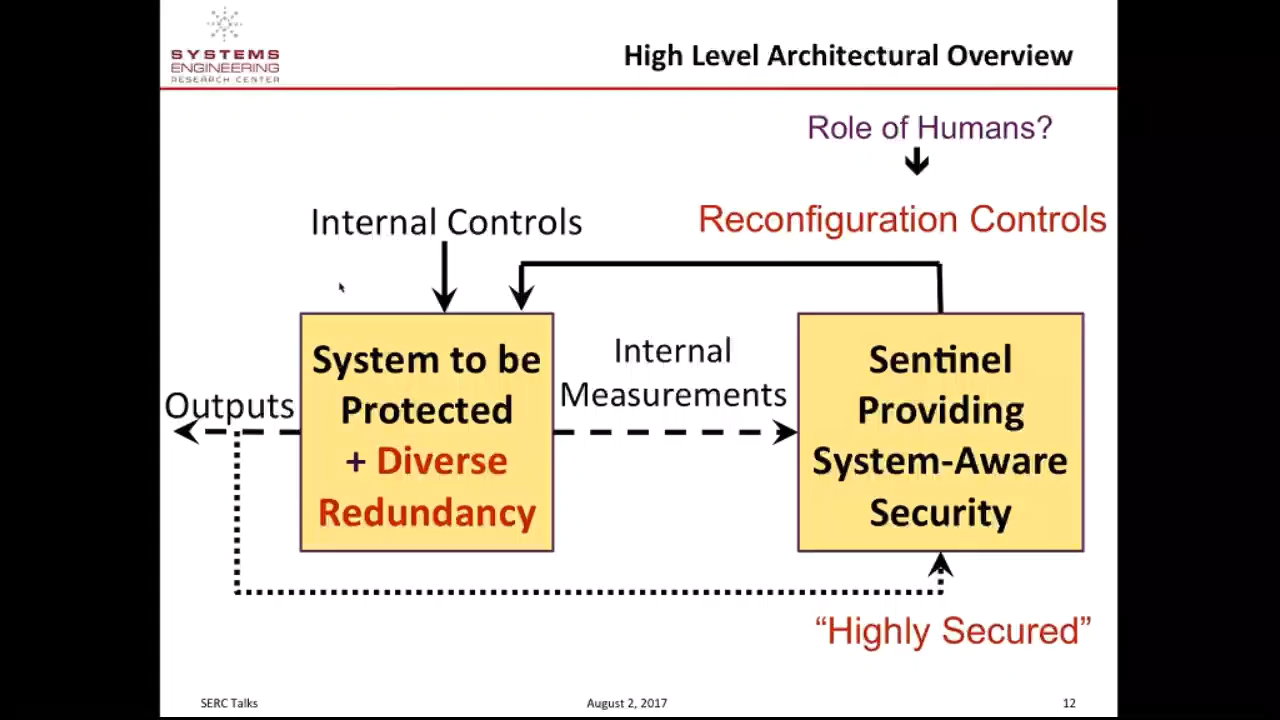 SYSTEMS
ENGINEERING
RESEARCH CENTER
High Level Architectural Overview
Role of Humans?
Internal Controls
Reconfiguration Controls
System to be
Protected
+ Diverse
Redundancy
Internal
Measurements
Sentinel
Providing
System-Aware
Security
Outputs
“Highly Secured”
SERC Talks
August 2, 2017
12